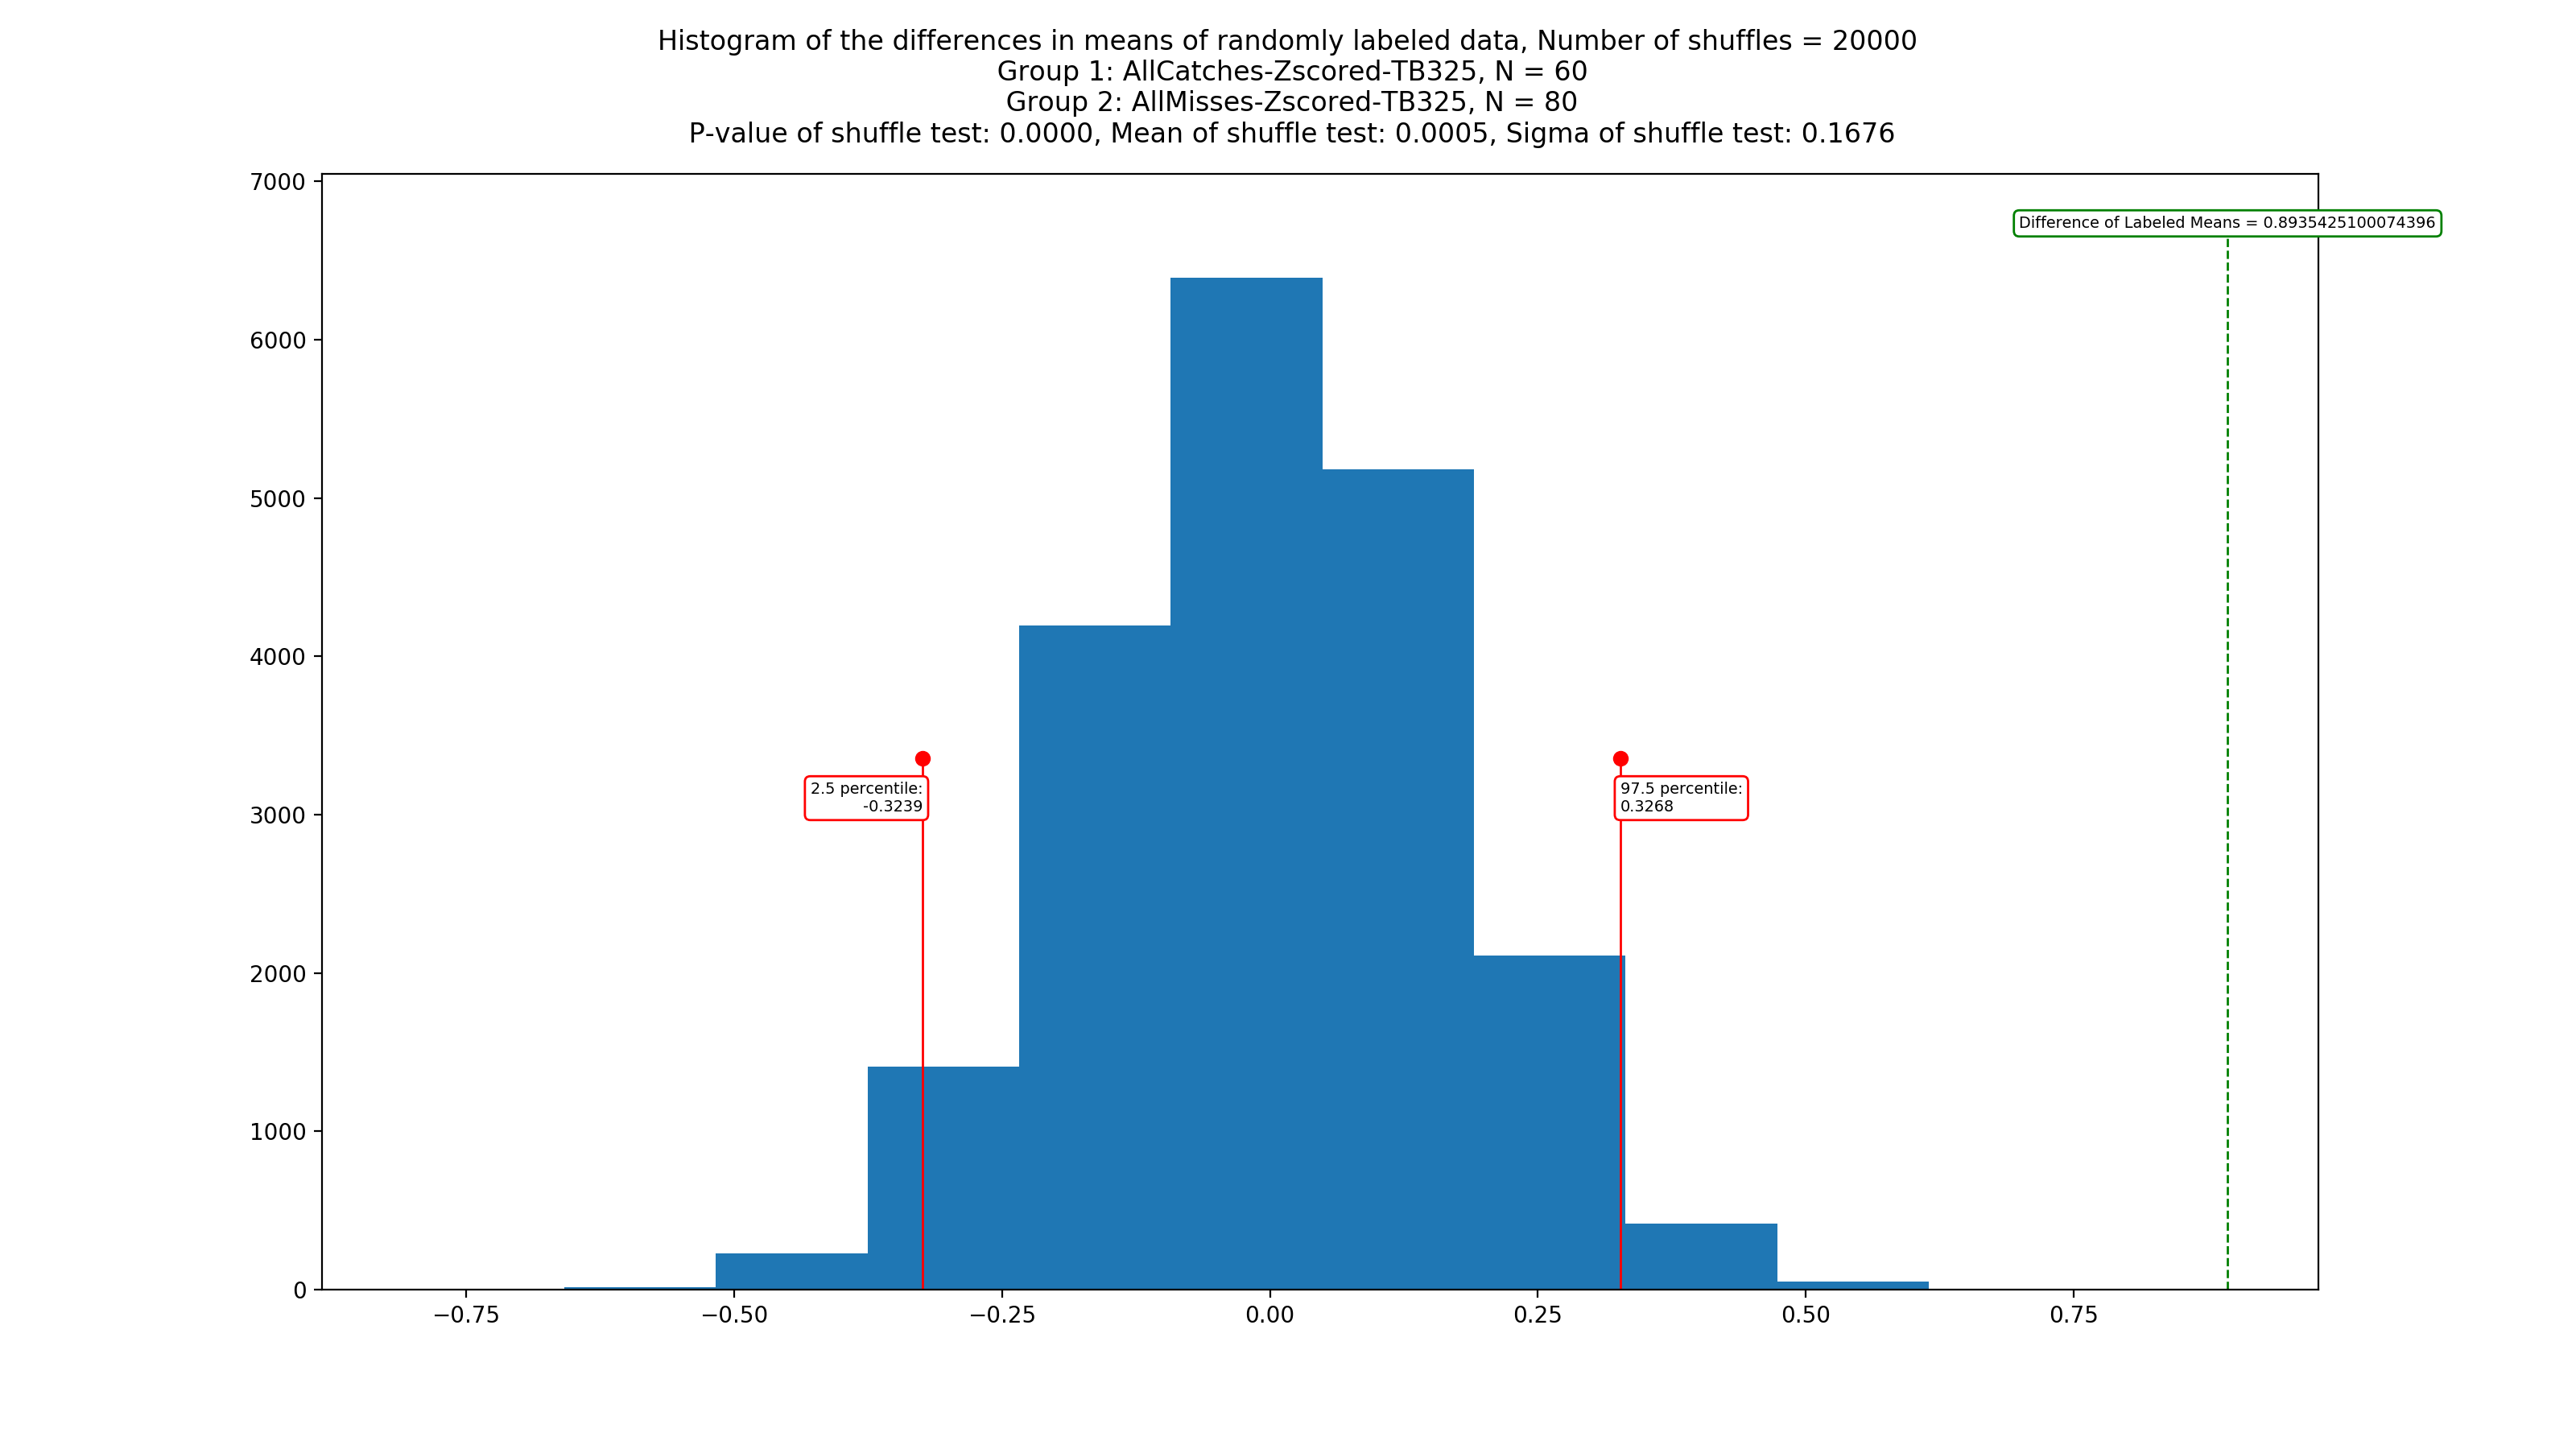 Histogram of the differences in means of randomly labeled data, Number of shuffles = 20000
Group 1: AllCatches-Zscored-TB325, N = 60
Group 2: AllMisses-Zscored-TB325, N = 80
P-value of shuffle test: 0.0000, Mean of shuffle test: 0.0005, Sigma of shuffle test: 0.1676
7000
Difference of Labeled Means = 0.8935425100074396
6000
5000
4000
2.5 percentile:
-0.3239
97.5 percentile:
0.3268
3000
2000
1000
0
−0.75
−0.50
−0.25
0.00
0.25
0.50
0.75